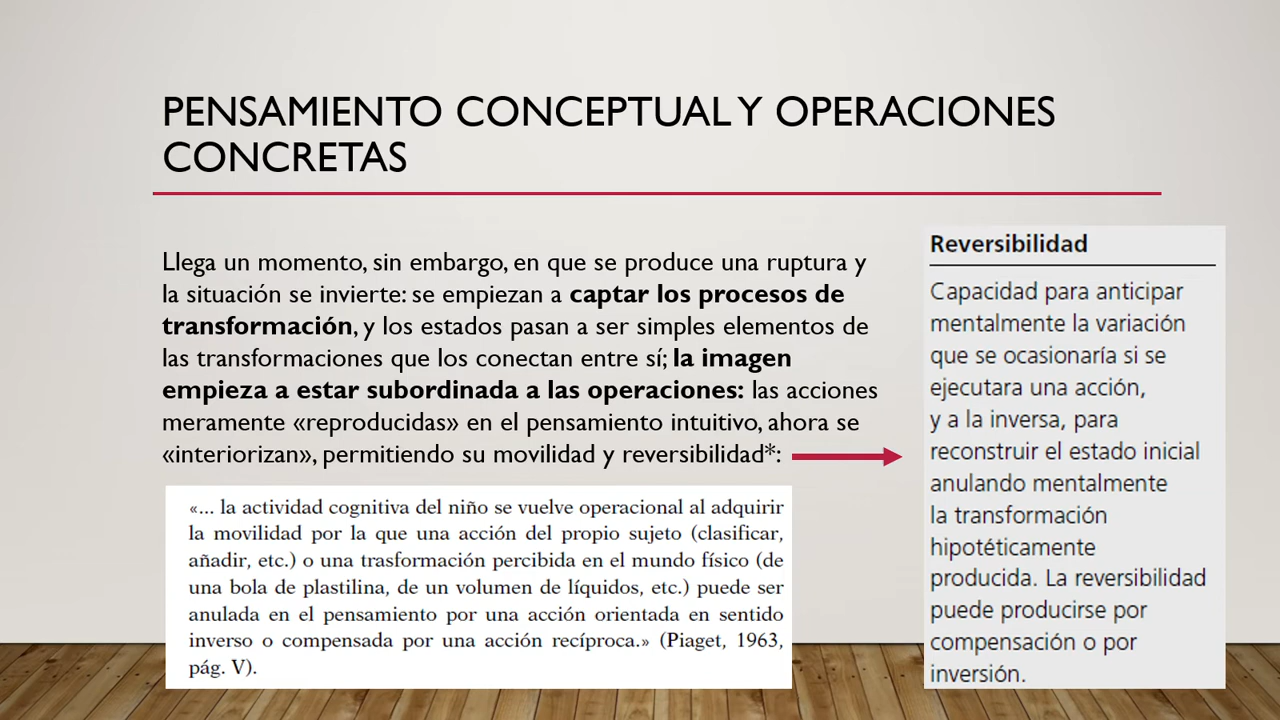 PENSAMIENTO CONCEPTUAL Y OPERACIONES
CONCRETAS
Llega un momento, sin embargo, en que se produce una ruptura y
la situación se invierte: se empiezan a captar los procesos de
transformación, y los estados pasan a ser simples elementos de
las transformaciones que los conectan entre sí; la imagen
empieza a estar subordinada a las operaciones: las acciones
meramente «reproducidas» en el pensamiento intuitivo, ahora se
«interiorizan», permitiendo su movilidad y reversibilidad*:
«... la actividad cognitiva del niño se vuelve operacional al adquirir
la movilidad por la que una acción del propio sujeto (clasificar,
añadir, etc.) o una trasformación percibida en el mundo físico (de
una bola de plastilina, de un volumen de líquidos, etc.) puede ser
anulada en el pensamiento por una acción orientada en sentido
inverso o compensada por una acción recíproca.» (Piaget, 1963,
pág. V).
Reversibilidad
Capacidad para anticipar
mentalmente la variación
que se ocasionaría si se
ejecutara una acción,
y a la inversa, para
reconstruir el estado inicial
anulando mentalmente
la transformación
hipotéticamente
producida. La reversibilidad
puede producirse por
compensación o por
inversión.